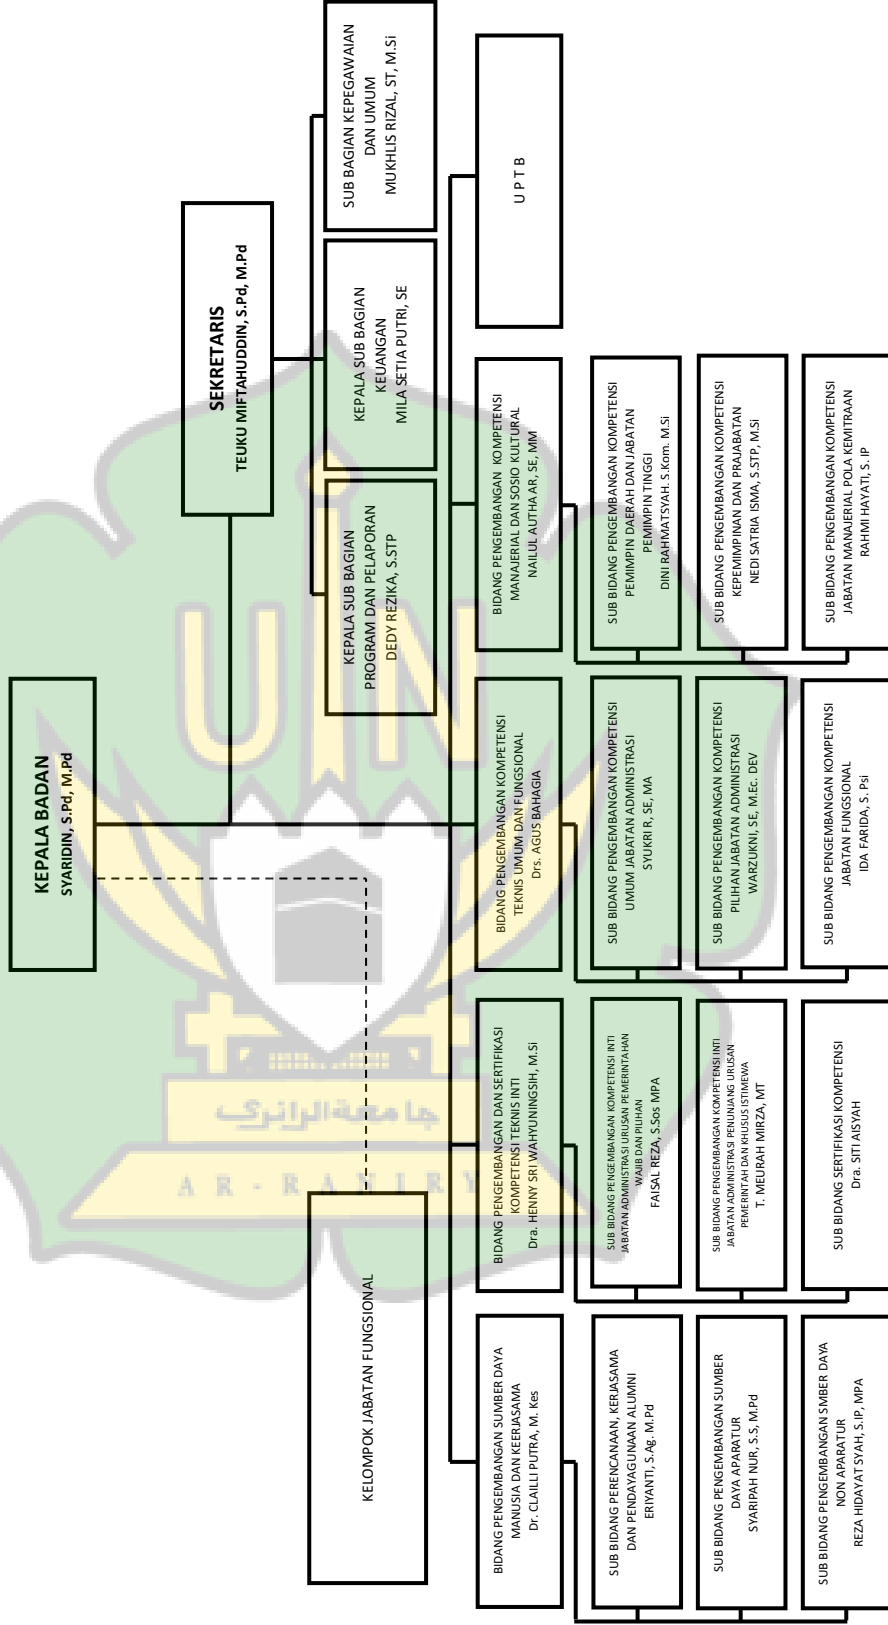 KEPALA BADAN
SYARIDIN, S.Pd, M.Pd
SEKRETARIS
TEUKU MIFTAHUDDIN, S.Pd, M.Pd
KELOMPOK JABATAN FUNGSIONAL
KEPALA SUB BAGIAN
PROGRAM DAN PELAPORAN
DEDY REZIKA, S.STP
KEPALA SUB BAGIAN
KEUANGAN
MILA SETIA PUTRI, SE
SUB BAGIAN KEPEGAWAIAN
DAN UMUM
MUKHLIS RIZAL, ST, M.Si
BIDANG PENGEMBANGAN SUMBER DAYA
MANUSIA DAN KEERJASAMA
Dr. CLAILLI PUTRA, M. Kes
BIDANG PENGEMBANGAN DAN SERTIFIKASI
KOMPETENSI TEKNIS INTI
Dra. HENNY SRI WAHYUNINGSIH, M.Si
BIDANG PENGEMBANGAN KOMPETENSI
TEKNIS UMUM DAN FUNGSIONAL
Drs. AGUS BAHAGIA
BIDANG PENGEMBANGAN KOMPETENSI
MANAJERIAL DAN SOSIO KULTURAL
NAILUL AUTHA AR, SE, MM
U P T B
SUB BIDANG PERENCANAAN, KERJASAMA
DAN PENDAYAGUNAAN ALUMNI
ERIYANTI, S.Ag. M.Pd
SUB BIDANG PENGEMBANGAN KOMPETENSI INTI
JABATAN ADMINISTRASI URUSAN PEMERINTAHAN
WAJIB DAN PILIHAN
FAISAL REZA, S.Sos MPA
SUB BIDANG PENGEMBANGAN KOMPETENSI
UMUM JABATAN ADMINISTRASI
SYUKRI R, SE, MA
SUB BIDANG PENGEMBANGAN KOMPETENSI
PEMIMPIN DAERAH DAN JABATAN
PEMIMPIN TINGGI
DINI RAHMATSYAH. S.Kom. M.Si
SUB BIDANG PENGEMBANGAN SUMBER
DAYA APARATUR
SYARIPAH NUR, S.S, M.Pd
SUB BIDANG PENGEMBANGAN KOMPETENSI INTI
JABATAN ADMINISTRASI PENUNJANG URUSAN
PEMERINTAH DAN KHUSUS ISTIMEWA
T. MEURAH MIRZA, MT
SUB BIDANG PENGEMBANGAN KOMPETENSI
PILIHAN JABATAN ADMINISTRASI
WARZUKNI, SE, M.Ec. DEV
SUB BIDANG PENGEMBANGAN KOMPETENSI
KEPEMIMPINAN DAN PRAJABATAN
NEDI SATRIA ISMA, S.STP, M.Si
SUB BIDANG PENGEMBANGAN SMBER DAYA
NON APARATUR
REZA HIDAYAT SYAH, S.IP, MPA
SUB BIDANG SERTIFIKASI KOMPETENSI
Dra. SITI AISYAH
SUB BIDANG PENGEMBANGAN KOMPETENSI
JABATAN FUNGSIONAL
IDA FARIDA, S. Psi
SUB BIDANG PENGEMBANGAN KOMPETENSI
JABATAN MANAJERIAL POLA KEMITRAAN
RAHMI HAYATI, S. IP
UIN
جامعة الرانري
AR-RANIRY